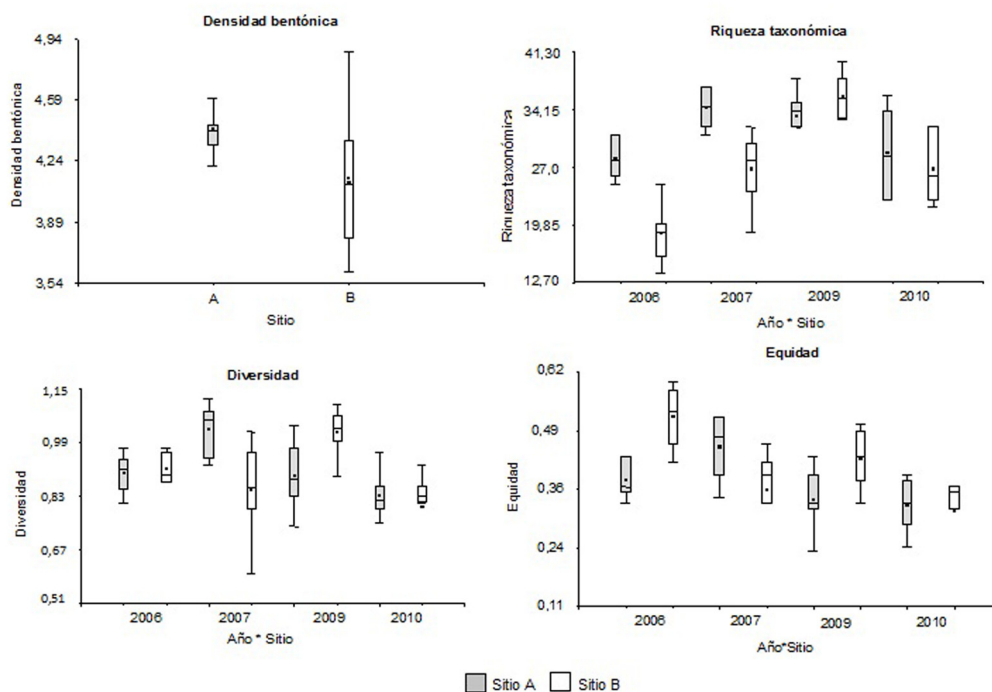 Densidad bentónica
Densidad bentónica
4,94
4,59
4,24
3,89
3,54
A
B
Sitio
Riqueza taxonómica
Riqueza taxonómica
41,30
34,15
27,0
19,85
12,70
2006
2007
2009
2010
Año * Sitio
Diversidad
Diversidad
1,15
0,99
0,83
0,67
0,51
2006
2007
2009
2010
Año * Sitio
Equidad
Equidad
0,62
0,49
0,38
0,24
0,11
2006
2007
2009
2010
Año*Sitio
Sitio A
Sitio B